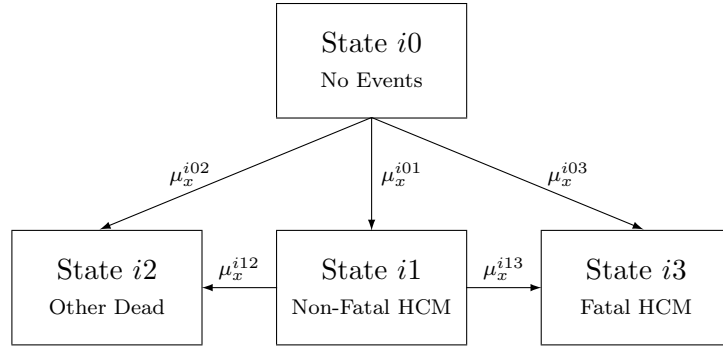 State i0
No Events
μ_x^{i02}
μ_x^{i01}
μ_x^{i03}
State i2
Other Dead
μ_x^{i12}
State i1
Non-Fatal HCM
μ_x^{i13}
State i3
Fatal HCM